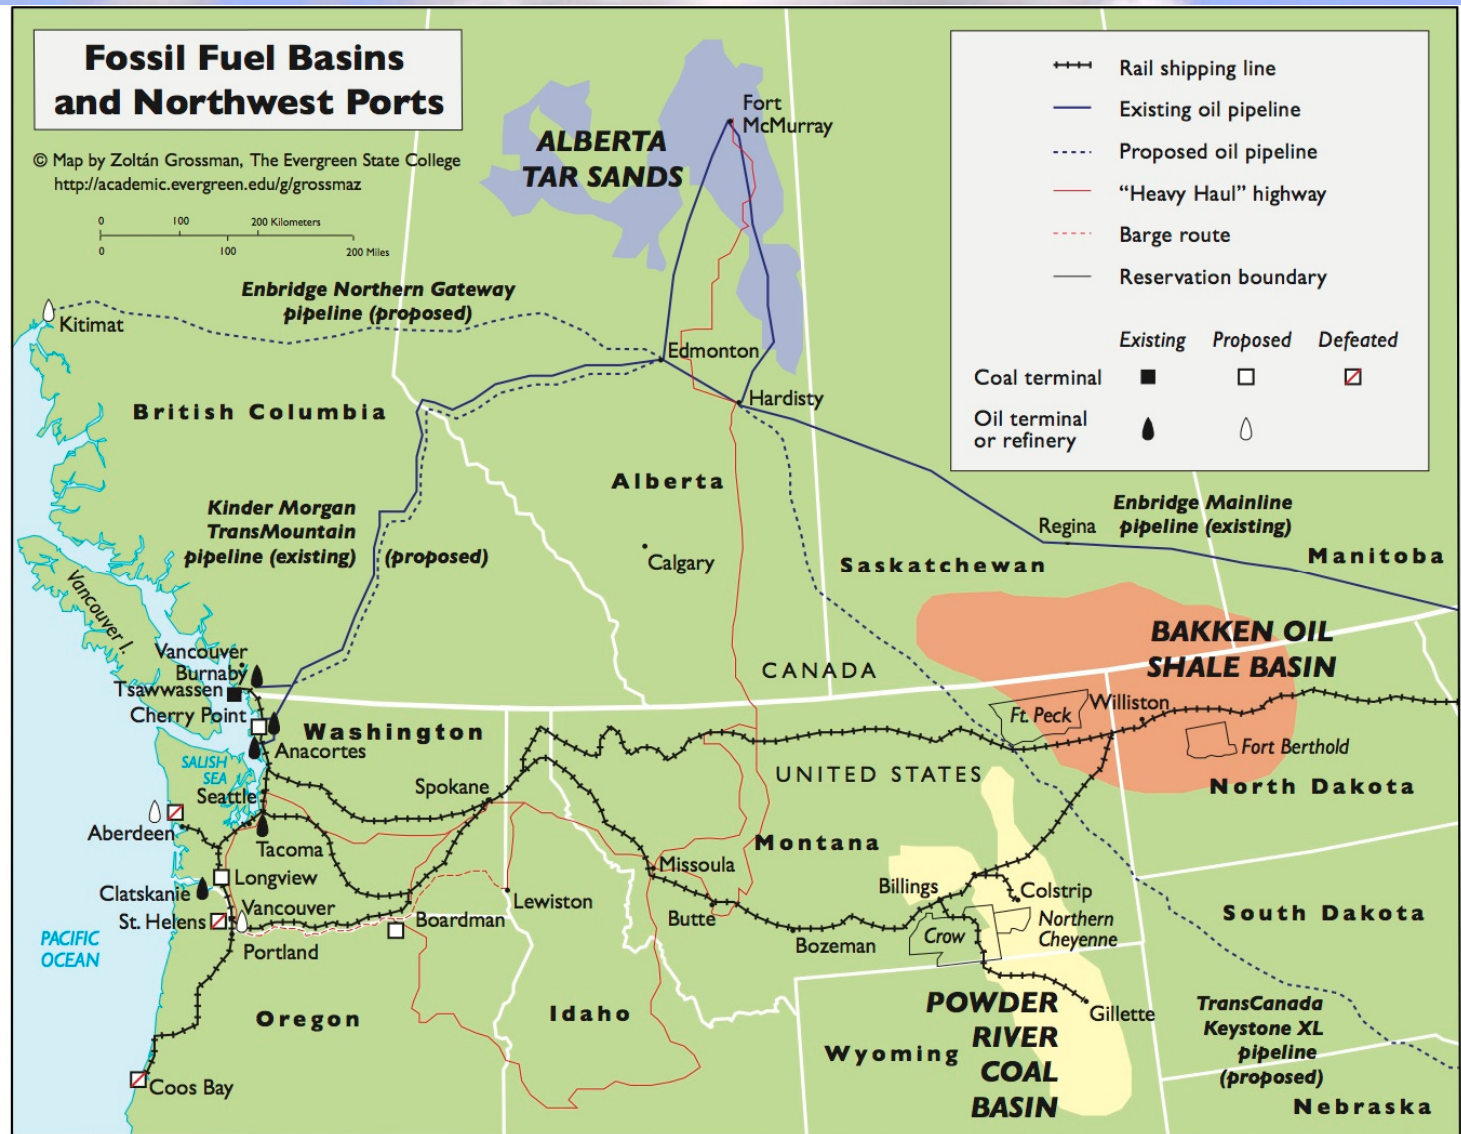 Fossil Fuel Basins
and Northwest Ports
© Map by Zoltán Grossman, The Evergreen State College
http://academic.evergreen.edu/g/grossmaz
0 100 200 Kilometers
0 100 200 Miles
Rail shipping line
Existing oil pipeline
Proposed oil pipeline
“Heavy Haul” highway
Barge route
Reservation boundary
Existing Proposed Defeated
Coal terminal
Oil terminal
or refinery
Fort
McMurray
ALBERTA
TAR SANDS
Enbridge Northern Gateway
pipeline (proposed)
Kitimat
Edmonton
Hardisty
British Columbia
Alberta
Kinder Morgan
TransMountain
pipeline (existing) (proposed)
Calgary
Enbridge Mainline
pipeline (existing)
Regina
Manitoba
Saskatchewan
Vancouver I.
BAKKEN OIL
SHALE BASIN
CANADA
Vancouver
Burnaby
Tsawwassen
Cherry Point
Washington
Anacortes
SALISH
SEA
Seattle
Spokane
Ft. Peck
Williston
Fort Berthold
UNITED STATES
North Dakota
Aberdeen
Tacoma
Montana
Missoula
Longview
Clatskanie
Vancouver
St. Helens
Portland
Boardman
Lewiston
Butte
Bozeman
Billings
Colstrip
Crow
Northern
Cheyenne
South Dakota
PACIFIC
OCEAN
Oregon
Idaho
POWDER
RIVER
COAL
BASIN
Gillette
Wyoming
TransCanada
Keystone XL
pipeline
(proposed)
Coos Bay
Nebraska